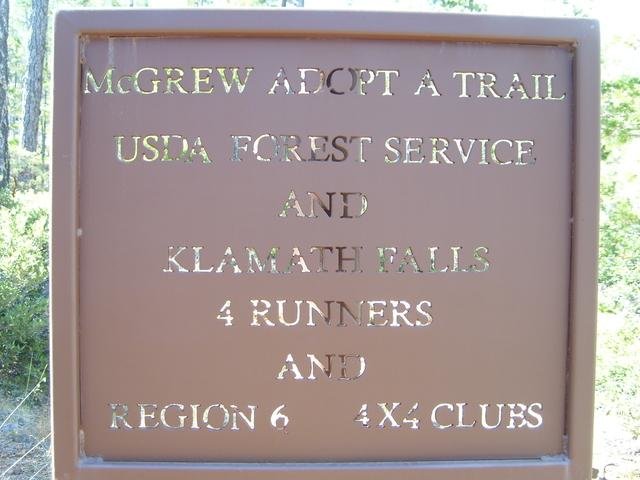 McGREW ADOPT A TRAIL
USDA FOREST SERVICE
AND
KLAMATH FALLS
4 RUNNERS
AND
REGION 6 4X4 CLUBS